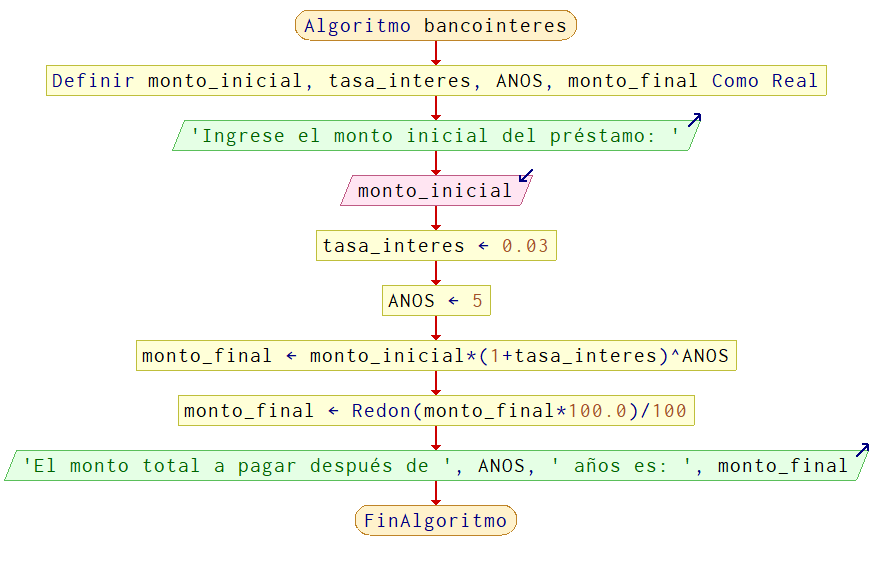 Algoritmo bancointeres
Definir monto_inicial, tasa_interes, ANOS, monto_final Como Real
'Ingrese el monto inicial del préstamo: '
monto_inicial
tasa_interes ← 0.03
ANOS ← 5
monto_final ← monto_inicial*(1+tasa_interes)^ANOS
monto_final ← Redon(monto_final*100.0)/100
'El monto total a pagar después de ', ANOS, ' años es: ', monto_final
FinAlgoritmo